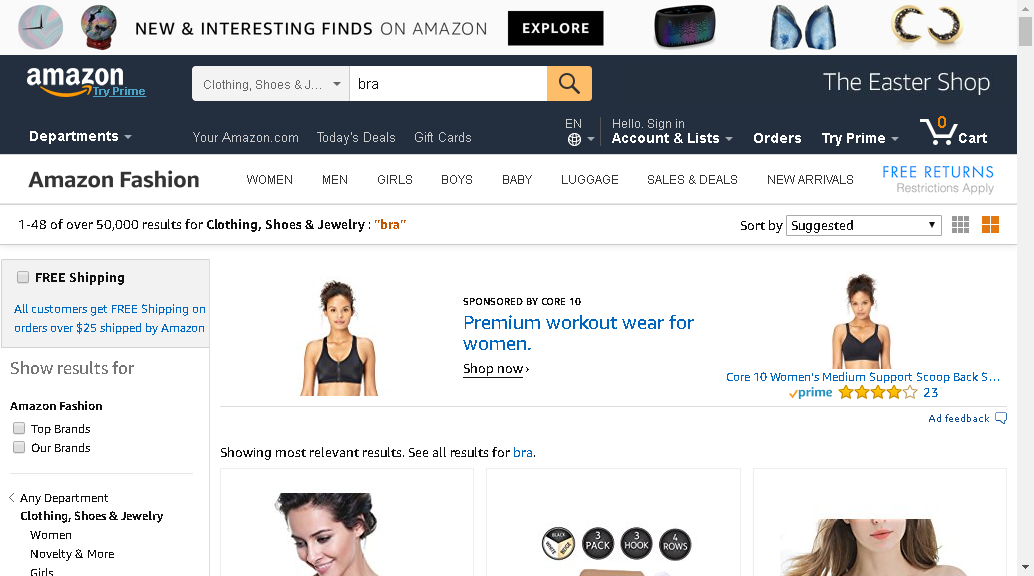 NEW & INTERESTING FINDS ON AMAZON EXPLORE
amazon
Try Prime
Clothing, Shoes & J... bra
The Easter Shop
Departments
Your Amazon.com Today's Deals Gift Cards
EN
Hello. Sign in
Account & Lists
Orders
Try Prime
0
Cart
Amazon Fashion
WOMEN MEN GIRLS BOYS BABY LUGGAGE SALES & DEALS NEW ARRIVALS
FREE RETURNS
Restrictions Apply
1-48 of over 50,000 results for Clothing, Shoes & Jewelry : "bra"
Sort by Suggested
FREE Shipping
All customers get FREE Shipping on
orders over $25 shipped by Amazon
Show results for
Amazon Fashion
Top Brands
Our Brands
Any Department
Clothing, Shoes & Jewelry
Women
Novelty & More
Girls
SPONSORED BY CORE 10
Premium workout wear for
women.
Shop now ›
Core 10 Women's Medium Support Scoop Back S...
prime 23
Ad feedback
Showing most relevant results. See all results for bra.
BLACK
WHITE
BEIGE
3
PACK
3
HOOK
4
ROWS